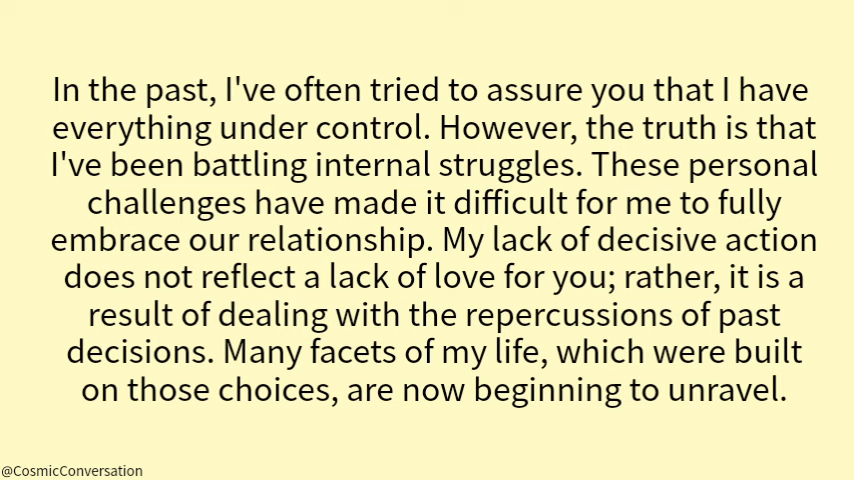 In the past, I've often tried to assure you that I have
everything under control. However, the truth is that
I've been battling internal struggles. These personal
challenges have made it difficult for me to fully
embrace our relationship. My lack of decisive action
does not reflect a lack of love for you; rather, it is a
result of dealing with the repercussions of past
decisions. Many facets of my life, which were built
on those choices, are now beginning to unravel.
@CosmicConversation